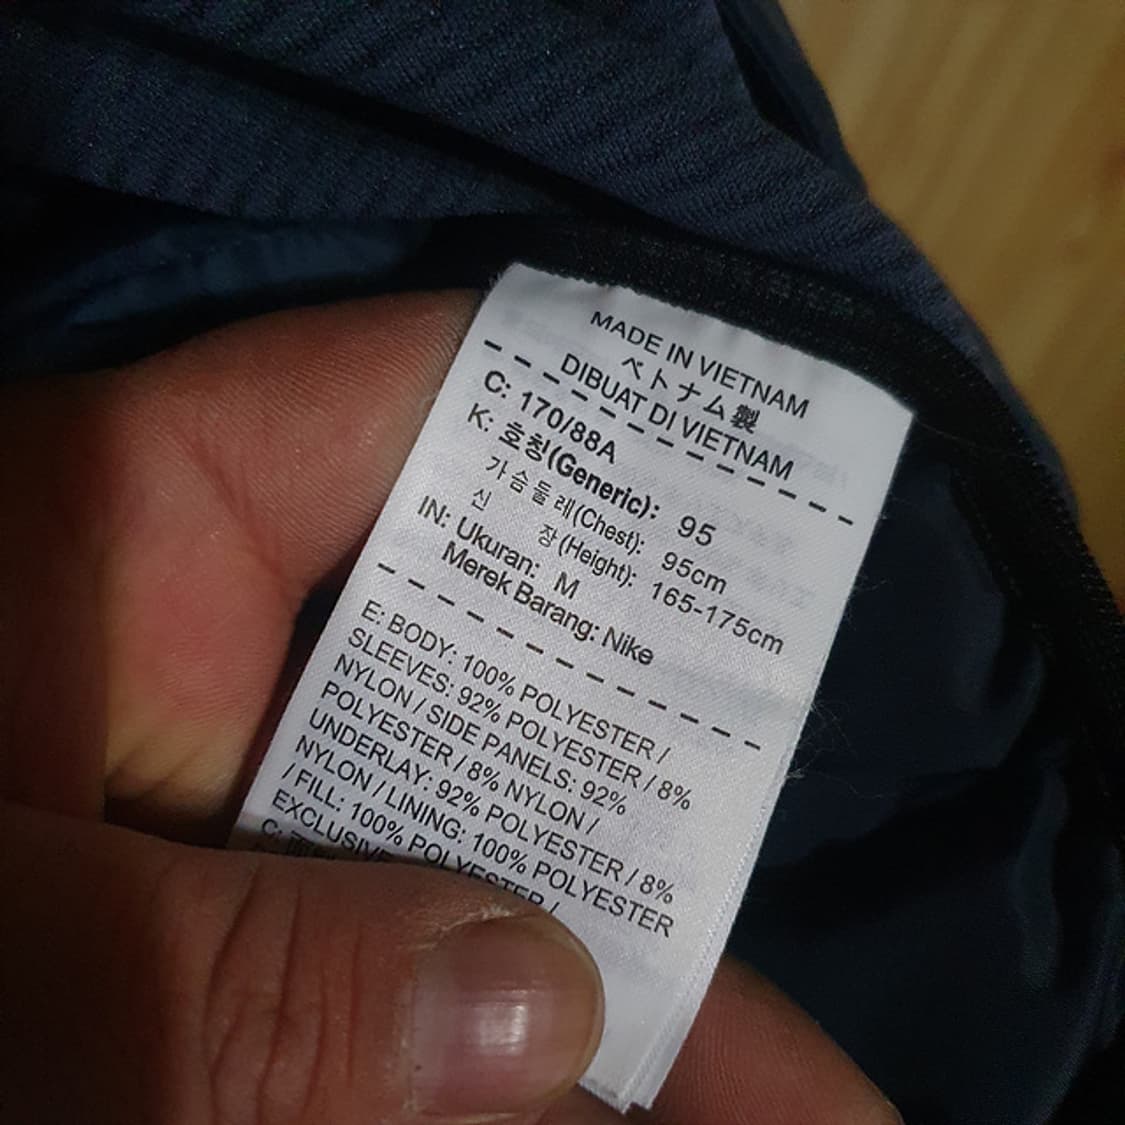 MADE IN VIETNAM
ベトナム製
DIBUAT DI VIETNAM
C: 170/88A
K: 호칭(Generic): 95
가슴둘레(Chest): 95cm
신 장(Height): 165-175cm
IN: Ukuran: M
Merek Barang: Nike
E: BODY: 100% POLYESTER /
SLEEVES: 92% POLYESTER / 8%
NYLON / SIDE PANELS: 92%
POLYESTER / 8% NYLON /
UNDERLAY: 92% POLYESTER / 8%
NYLON / LINING: 100% POLYESTER
/ FILL: 100% POLYESTER /
EXCLUSIVE
C: